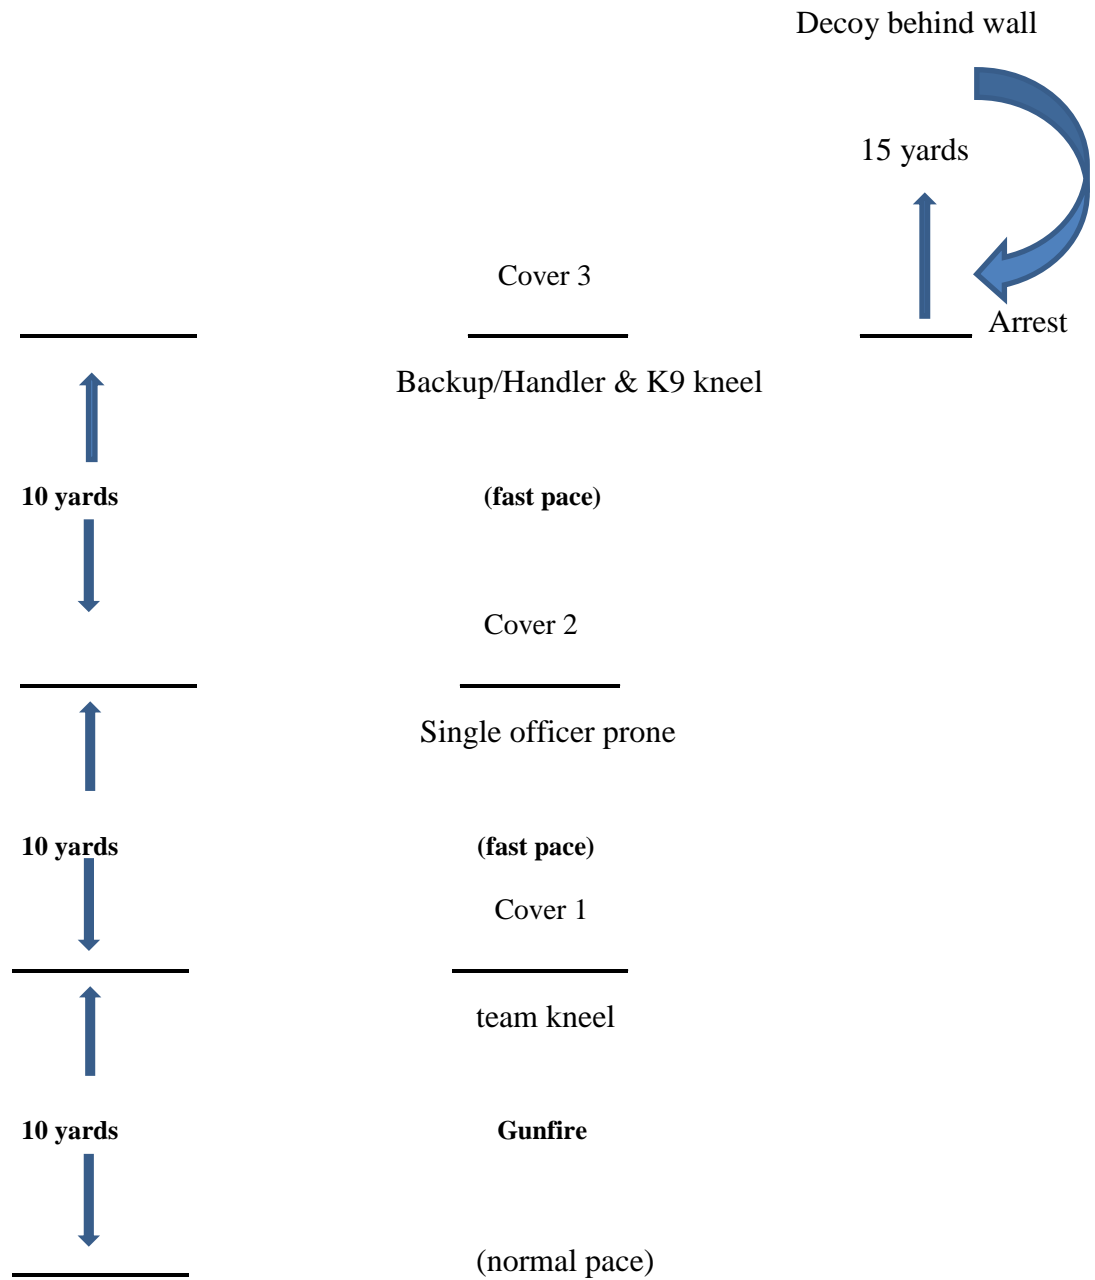 Decoy behind wall
15 yards
Cover 3
Arrest
Backup/Handler & K9 kneel
10 yards
(fast pace)
Cover 2
Single officer prone
10 yards
(fast pace)
Cover 1
team kneel
10 yards
Gunfire
(normal pace)